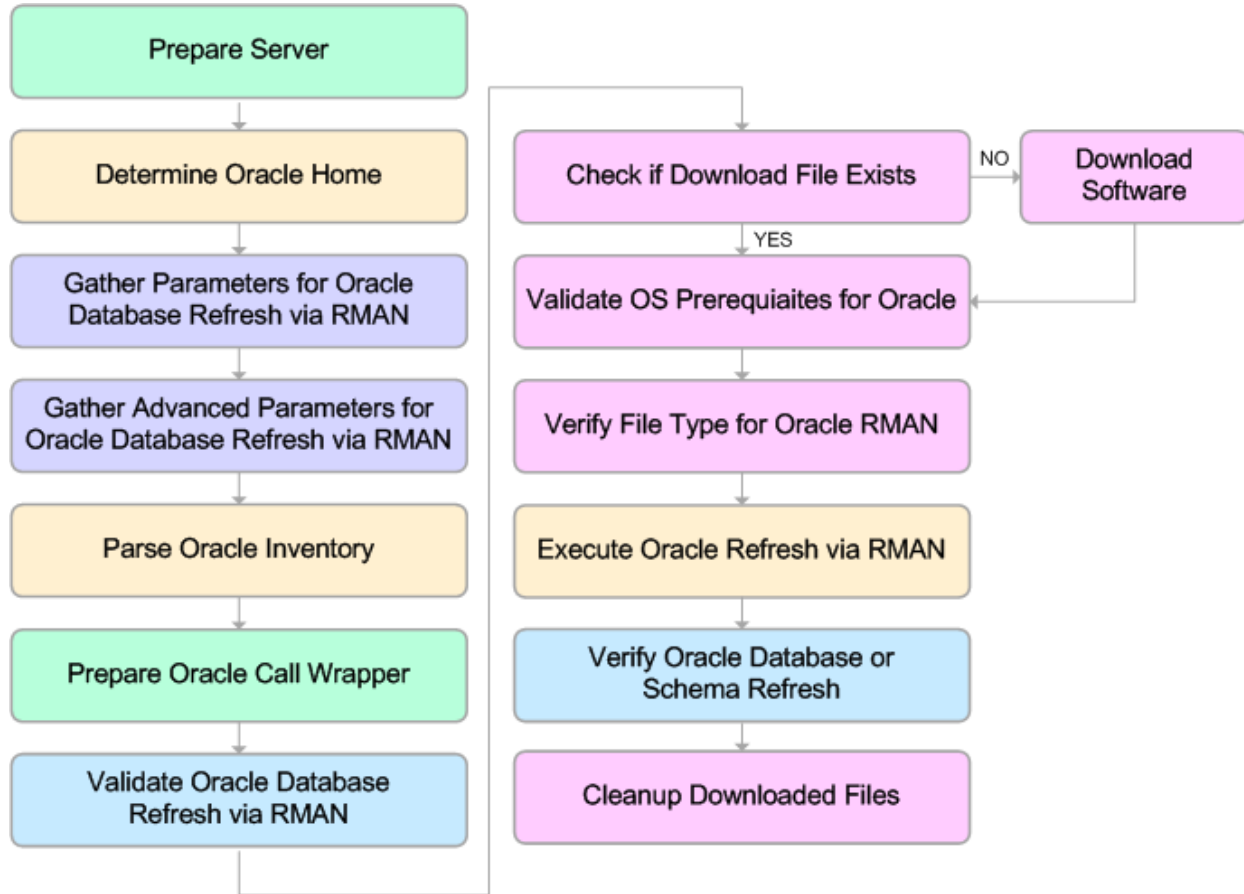 Prepare Server
Determine Oracle Home
Gather Parameters for Oracle
Database Refresh via RMAN
Gather Advanced Parameters for
Oracle Database Refresh via RMAN
Parse Oracle Inventory
Prepare Oracle Call Wrapper
Validate Oracle Database
Refresh via RMAN
Check if Download File Exists
NO
Download
Software
YES
Validate OS Prerequiaites for Oracle
Verify File Type for Oracle RMAN
Execute Oracle Refresh via RMAN
Verify Oracle Database or
Schema Refresh
Cleanup Downloaded Files